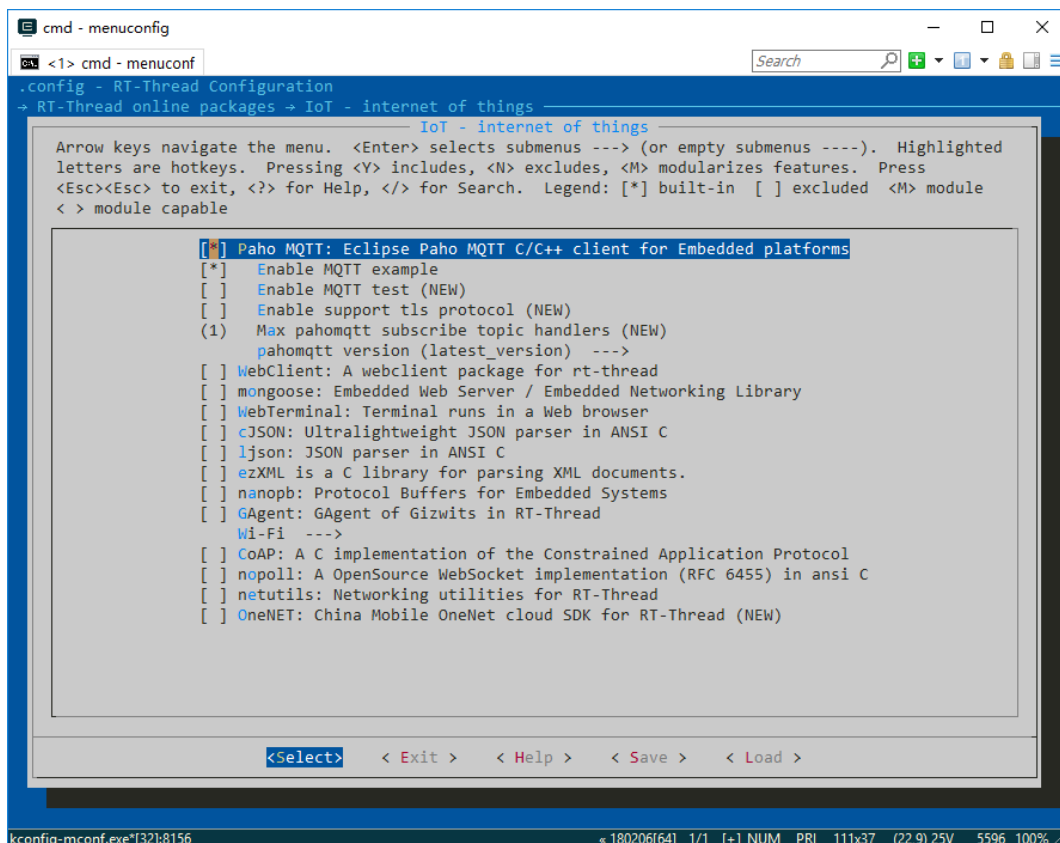 cmd - menuconfig
<1> cmd - menuconf
Search
.config - RT-Thread Configuration
→ RT-Thread online packages → IoT - internet of things
IoT - internet of things
Arrow keys navigate the menu.  <Enter> selects submenus ---> (or empty submenus ----).  Highlighted
letters are hotkeys.  Pressing <Y> includes, <N> excludes, <M> modularizes features.  Press
<Esc><Esc> to exit, <?> for Help, </> for Search.  Legend: [*] built-in  [ ] excluded  <M> module
< > module capable
[*] Paho MQTT: Eclipse Paho MQTT C/C++ client for Embedded platforms
[*]   Enable MQTT example
[ ]   Enable MQTT test (NEW)
[ ]   Enable support tls protocol (NEW)
(1)   Max pahomqtt subscribe topic handlers (NEW)
pahomqtt version (latest_version)  --->
[ ] WebClient: A webclient package for rt-thread
[ ] mongoose: Embedded Web Server / Embedded Networking Library
[ ] WebTerminal: Terminal runs in a Web browser
[ ] cJSON: Ultralightweight JSON parser in ANSI C
[ ] ljson: JSON parser in ANSI C
[ ] ezXML is a C library for parsing XML documents.
[ ] nanopb: Protocol Buffers for Embedded Systems
[ ] GAgent: GAgent of Gizwits in RT-Thread
Wi-Fi  --->
[ ] CoAP: A C implementation of the Constrained Application Protocol
[ ] nopoll: A OpenSource WebSocket implementation (RFC 6455) in ansi C
[ ] netutils: Networking utilities for RT-Thread
[ ] OneNET: China Mobile OneNet cloud SDK for RT-Thread (NEW)
<Select>    < Exit >    < Help >    < Save >    < Load >
kconfig-mconf.exe*[32]:8156    « 180206[64]  1/1  [+] NUM  PRI  111x37  (22,9) 25V  5596  100%